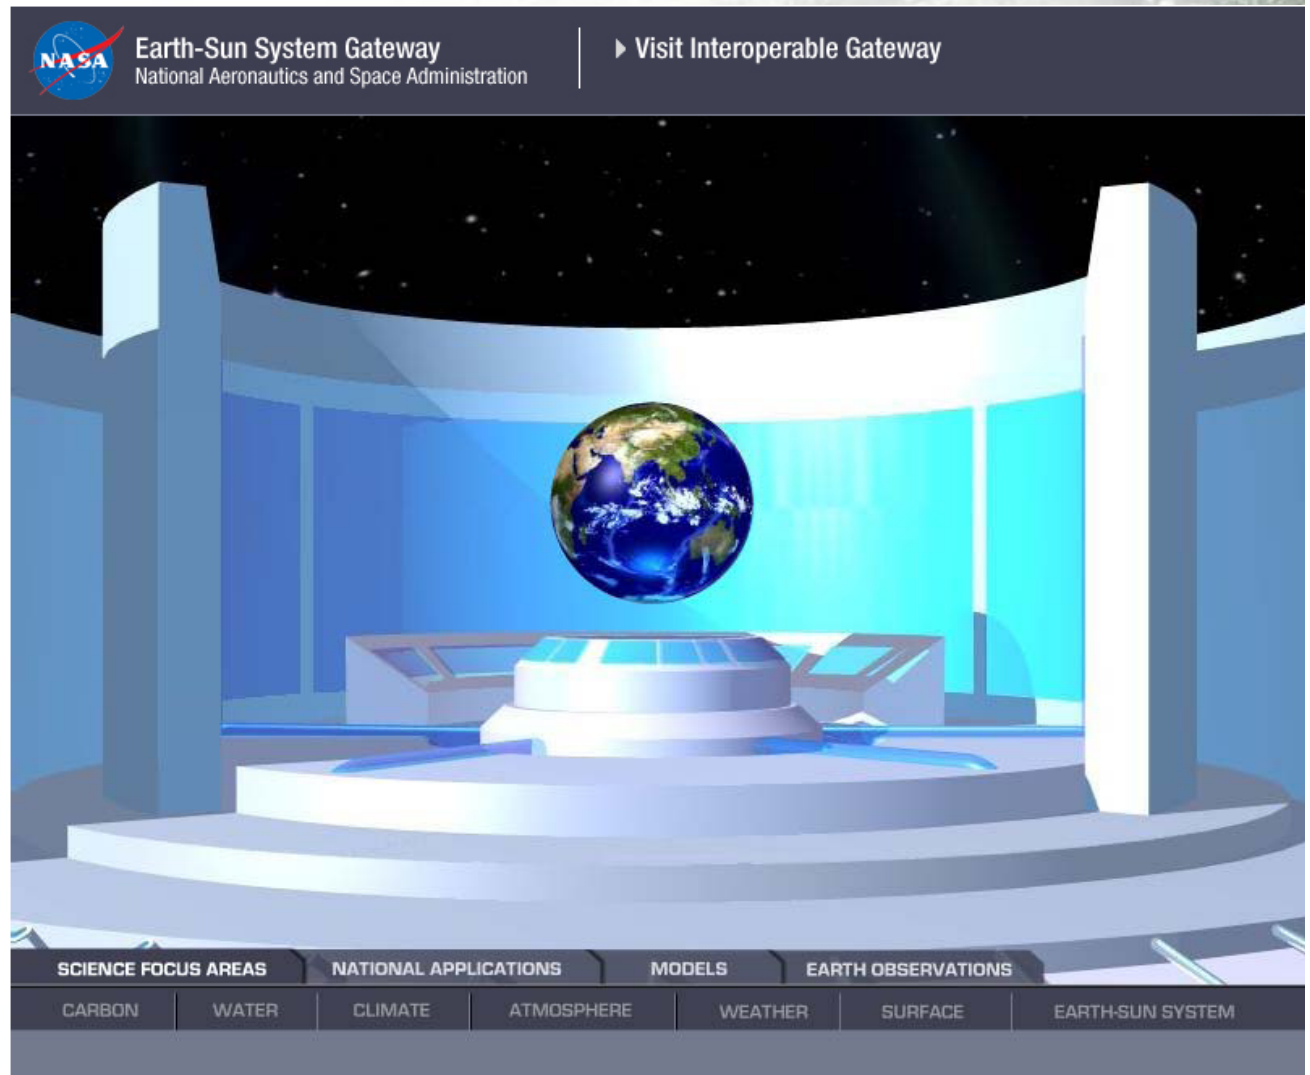 NASA
Earth-Sun System Gateway
National Aeronautics and Space Administration
Visit Interoperable Gateway
SCIENCE FOCUS AREAS
NATIONAL APPLICATIONS
MODELS
EARTH OBSERVATIONS
CARBON
WATER
CLIMATE
ATMOSPHERE
WEATHER
SURFACE
EARTH-SUN SYSTEM